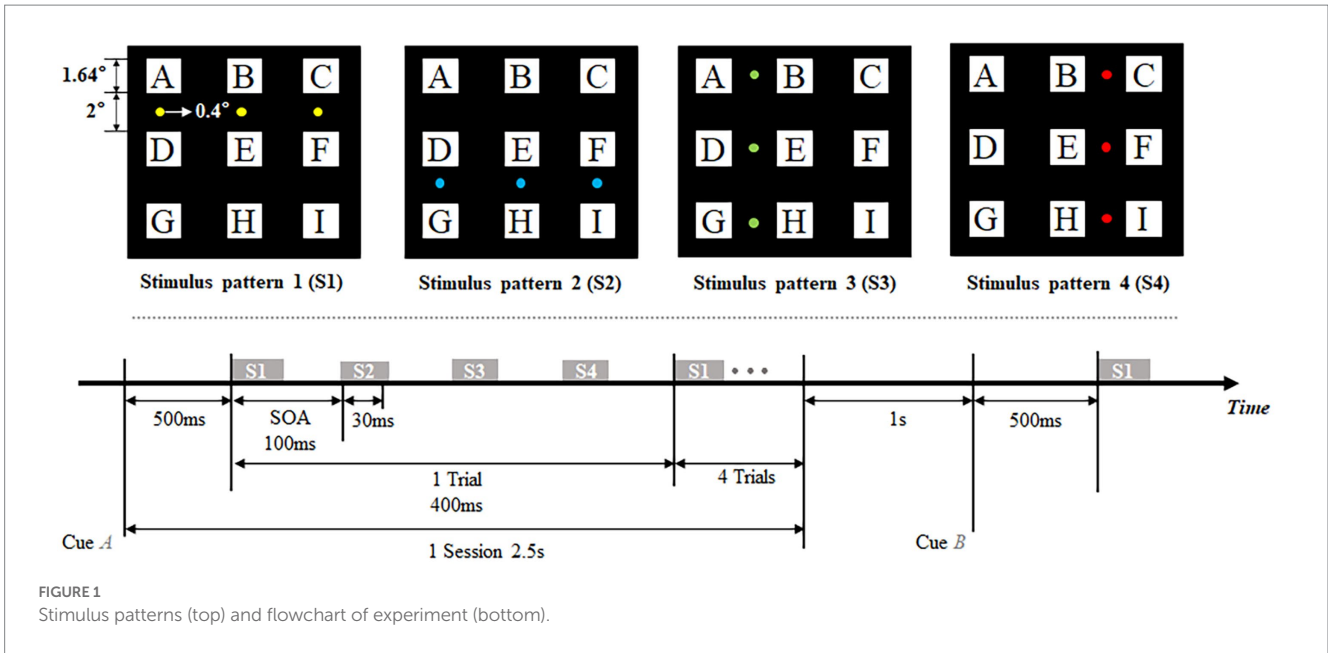 1.64°
2°
A B C
0.4°
D E F
G H I
Stimulus pattern 1 (S1)
A B C
D E F
G H I
Stimulus pattern 2 (S2)
A B C
D E F
G H I
Stimulus pattern 3 (S3)
A B C
D E F
G H I
Stimulus pattern 4 (S4)
S1 S2 S3 S4 S1 S1
Time
500ms
SOA
100ms
30ms
1s
500ms
1 Trial
400ms
4 Trials
Cue A
1 Session 2.5s
Cue B
FIGURE 1
Stimulus patterns (top) and flowchart of experiment (bottom).